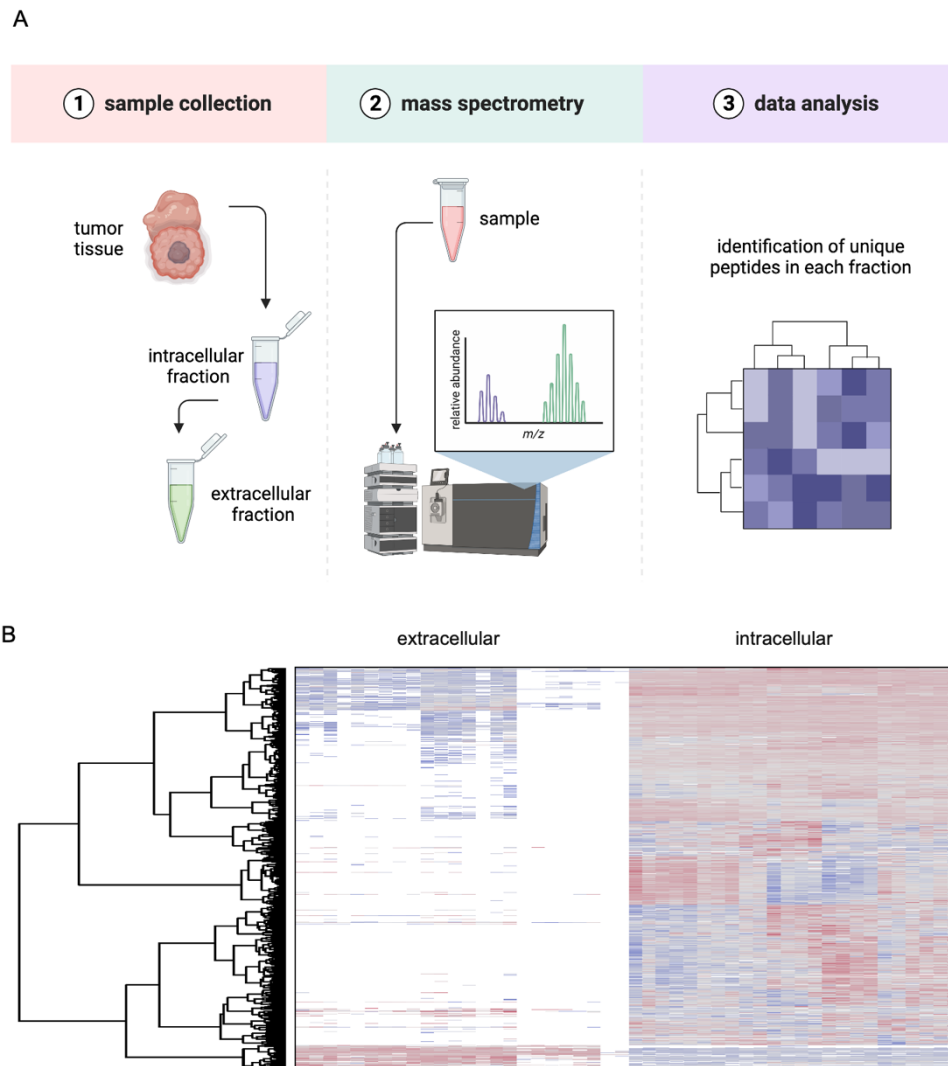 A
1 sample collection
2 mass spectrometry
3 data analysis
tumor
tissue
intracellular
fraction
extracellular
fraction
sample
relative abundance
m/z
identification of unique
peptides in each fraction
B
extracellular
intracellular